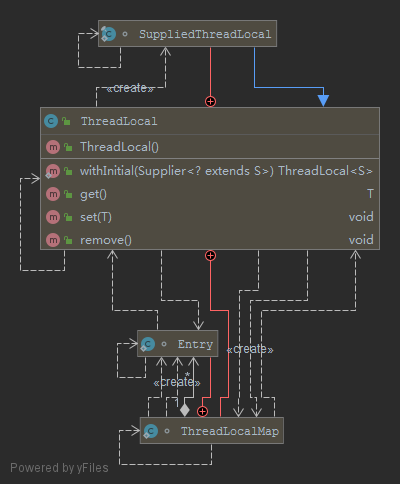 SuppliedThreadLocal
«create»
ThreadLocal
ThreadLocal()
withInitial(Supplier<? extends S>) ThreadLocal<S>
get() T
set(T) void
remove() void
Entry
«create»
«create»
*
ThreadLocalMap
Powered by yFiles